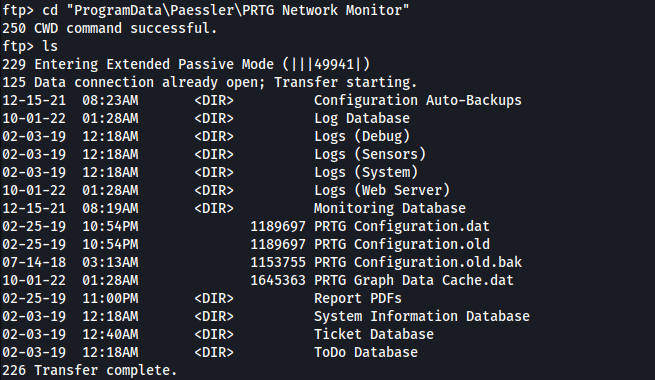 ftp> cd "ProgramData\Paessler\PRTG Network Monitor"
250 CWD command successful.
ftp> ls
229 Entering Extended Passive Mode (|||49941|)
125 Data connection already open; Transfer starting.
12-15-21  08:23AM       <DIR>          Configuration Auto-Backups
10-01-22  01:28AM       <DIR>          Log Database
02-03-19  12:18AM       <DIR>          Logs (Debug)
02-03-19  12:18AM       <DIR>          Logs (Sensors)
02-03-19  12:18AM       <DIR>          Logs (System)
10-01-22  01:28AM       <DIR>          Logs (Web Server)
12-15-21  08:19AM       <DIR>          Monitoring Database
02-25-19  10:54PM              1189697 PRTG Configuration.dat
02-25-19  10:54PM              1189697 PRTG Configuration.old
07-14-18  03:13AM              1153755 PRTG Configuration.old.bak
10-01-22  01:28AM              1645363 PRTG Graph Data Cache.dat
02-25-19  11:00PM       <DIR>          Report PDFs
02-03-19  12:18AM       <DIR>          System Information Database
02-03-19  12:40AM       <DIR>          Ticket Database
02-03-19  12:18AM       <DIR>          ToDo Database
226 Transfer complete.